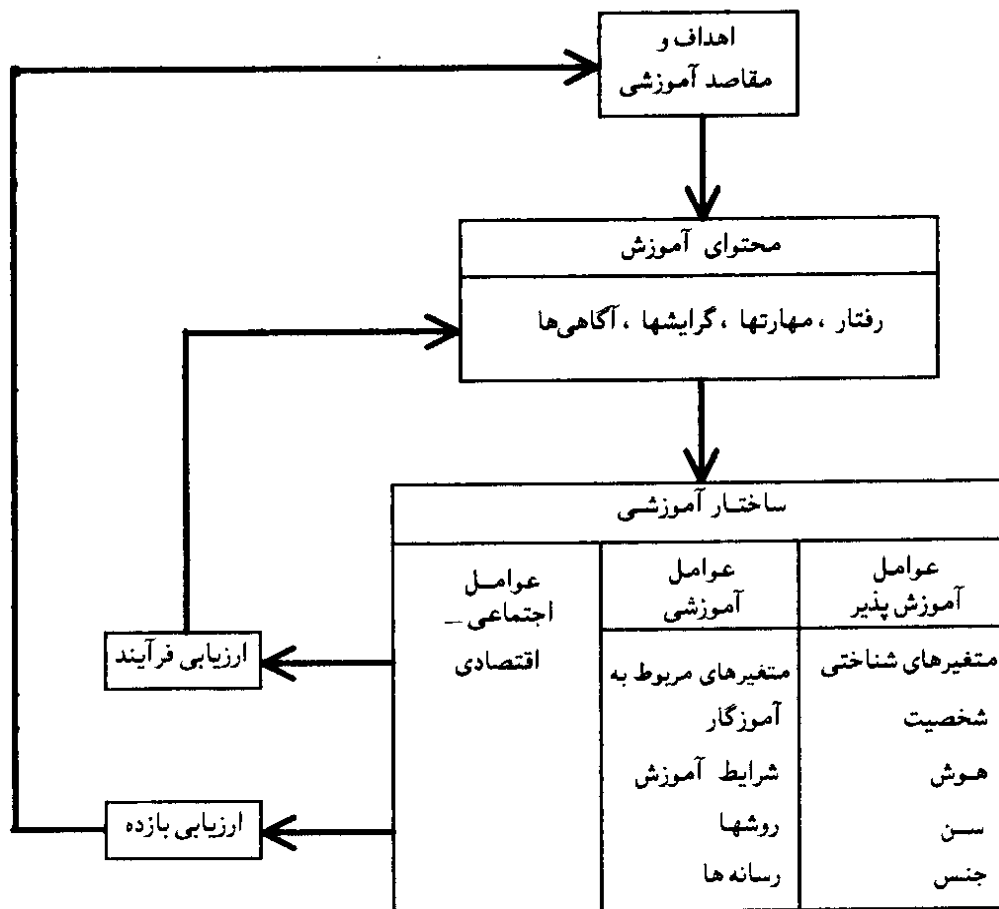 اهداف و
مقاصد آموزشی
محتوای آموزش
رفتار ، مهارتها ، گرایشها ، آگاهی‌ها
ساختار آموزشی
عوامل
آموزش پذیر
متغیرهای شناختی
شخصیت
هوش
سن
جنس
عوامل
آموزشی
متغیرهای مربوط به
آموزگار
شرایط آموزش
روشها
رسانه ها
عوامل
اجتماعی –
اقتصادی
ارزیابی فرآیند
ارزیابی بازده